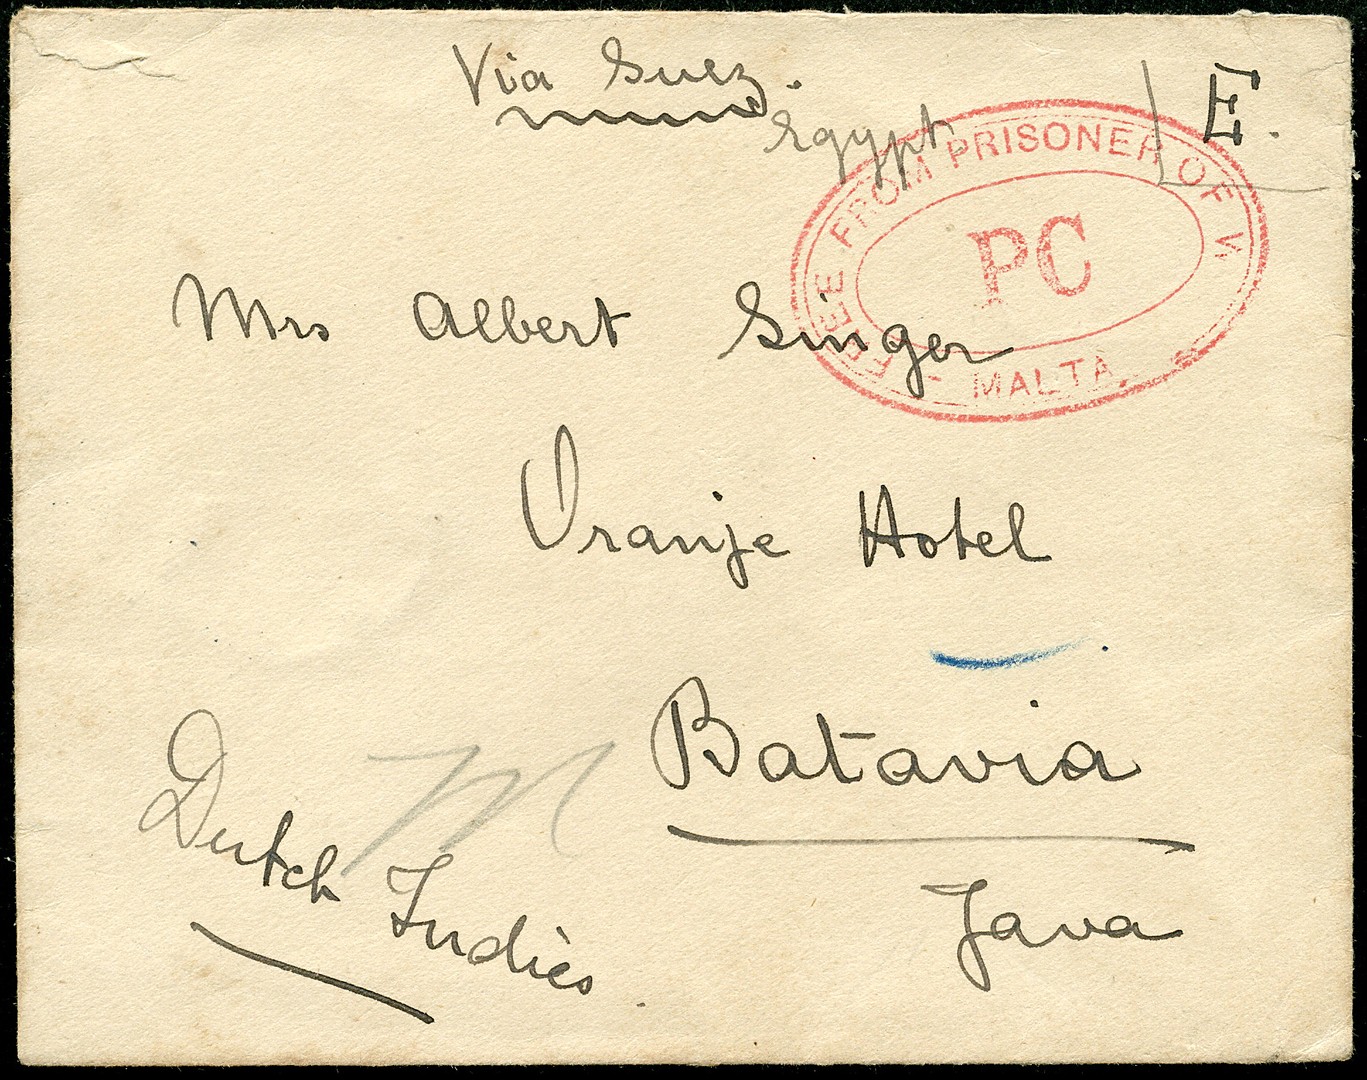 Via Suez.
Egypt.
E.
FREE FROM PRISONER OF W
PC
- MALTA,
Mrs Albert Singer
Oranje Hotel
Batavia
Java
Dutch Indies
M